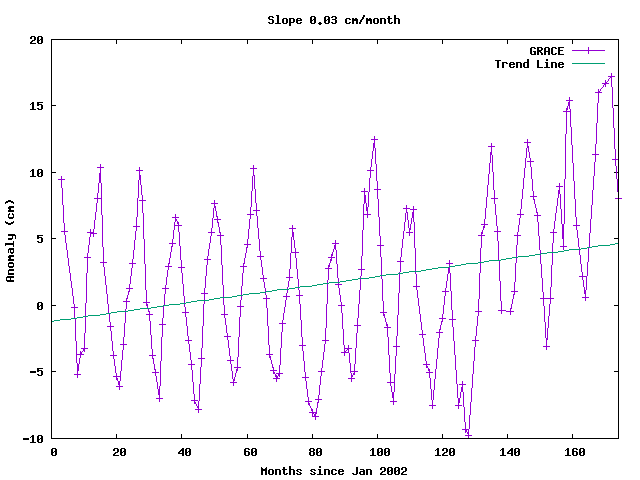 Slope 0.03 cm/month
GRACE
Trend Line
20
15
10
5
0
-5
-10
Anomaly (cm)
0 20 40 60 80 100 120 140 160
Months since Jan 2002